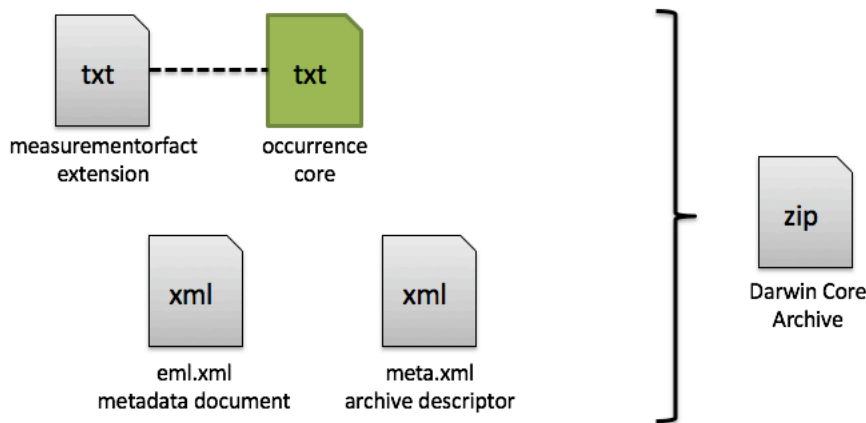 txt
measurementorfact
extension
txt
occurrence
core
xml
eml.xml
metadata document
xml
meta.xml
archive descriptor
zip
Darwin Core
Archive